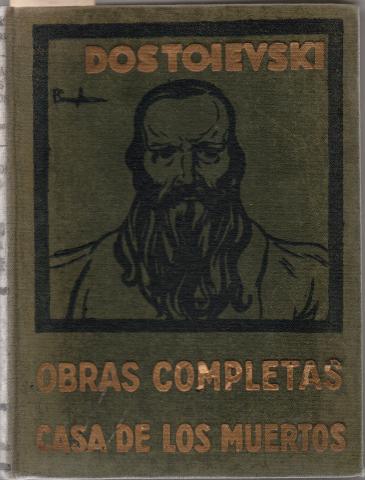 DOSTOIEVSKI
OBRAS COMPLETAS
CASA DE LOS MUERTOS